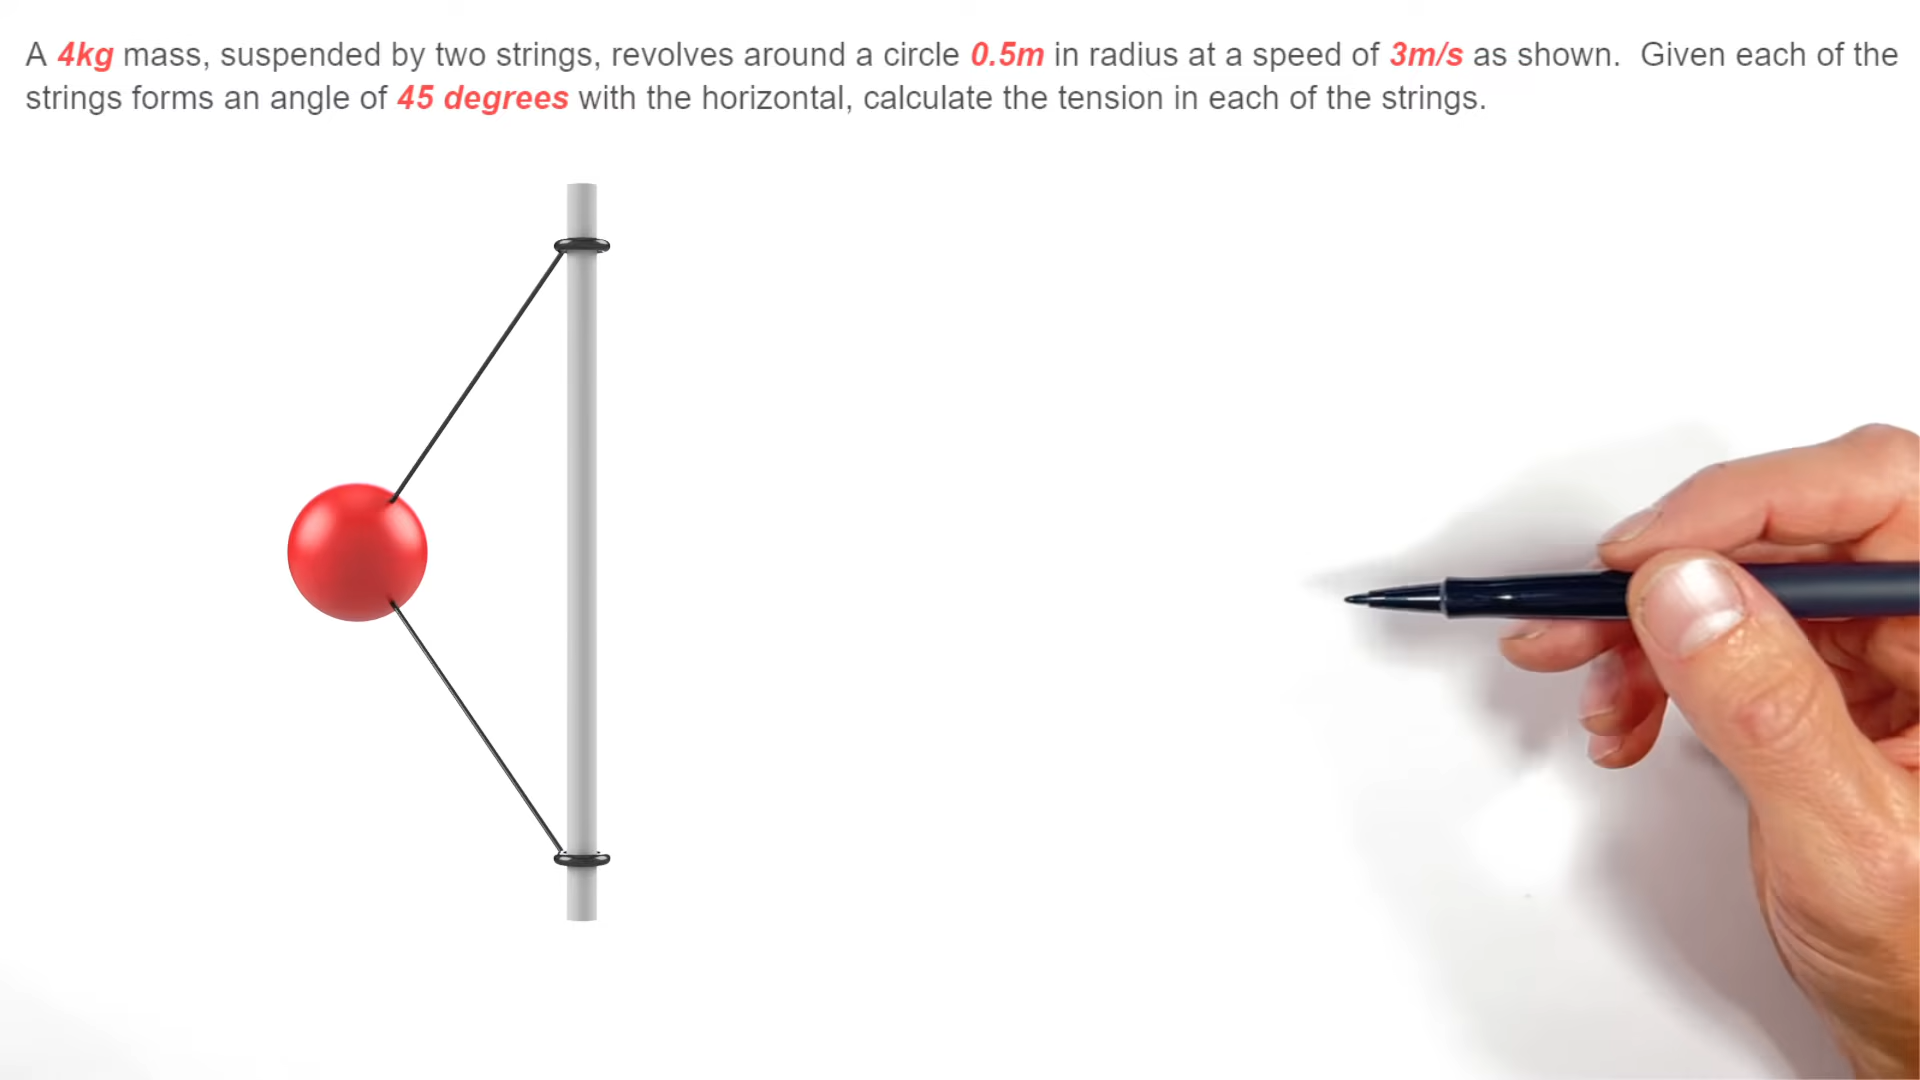 A 4kg mass, suspended by two strings, revolves around a circle 0.5m in radius at a speed of 3m/s as shown.  Given each of the
strings forms an angle of 45 degrees with the horizontal, calculate the tension in each of the strings.